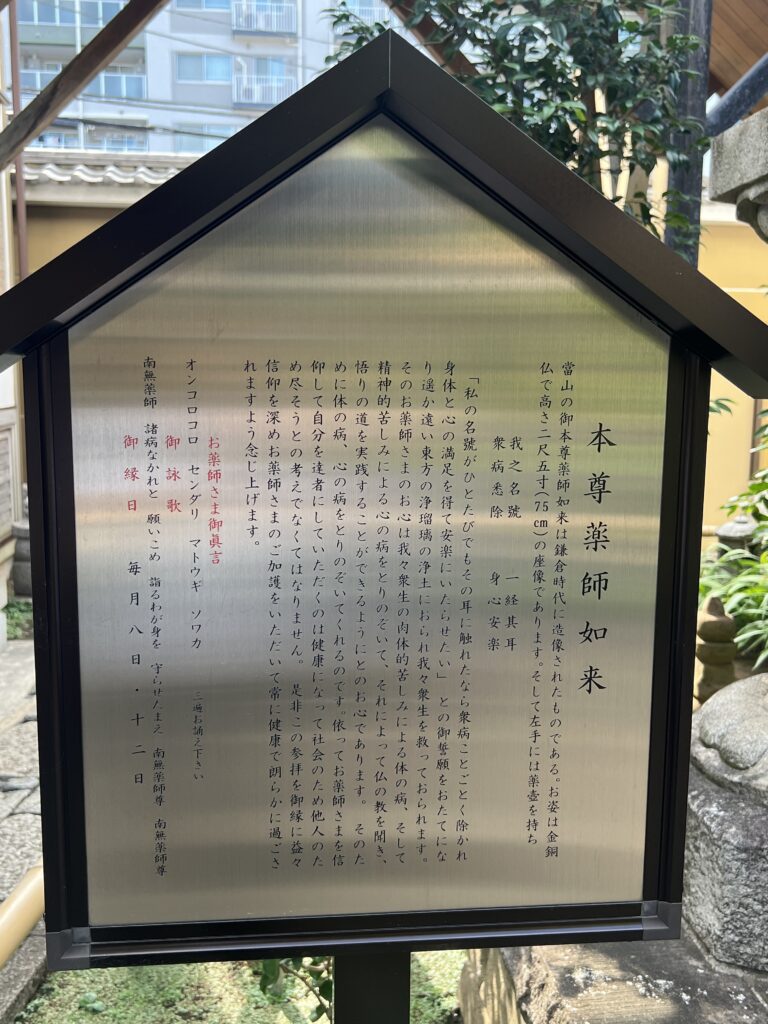 本尊薬師如来
當山の御本尊薬師如来は鎌倉時代に造像されたものである。お姿は金銅
仏で高さ二尺五寸(75cm)の座像であります。そして左手には薬壺を持ち
我之名號　一経其耳
衆病悉除　身心安楽
「私の名號がひとたびでもその耳に触れたなら衆病ことごとく除かれ
身体と心の満足を得て安楽にいたらせたい」との御誓願をおたてにな
り遥か遠い東方の浄瑠璃の浄土におられ我々衆生を救っておられます。
そのお薬師さまのお心は我々衆生の肉体的苦しみによる体の病、そして
精神的苦しみによる心の病をとりのぞいて、それによって仏の教を聞き、
悟りの道を実践することができるようにとのお心であります。　そのた
めに体の病、心の病をとりのぞいてくれるのです。依ってお薬師さまを信
仰して自分を達者にしていただくのは健康になって社会のため他人のた
め尽そうとの考えでなくてはなりません。　是非この参拝を御縁に益々
信仰を深めお薬師さまのご加護をいただいて常に健康で朗らかに過ごさ
れますよう念じ上げます。
お薬師さま御眞言
オンコロコロ　センダリ　マトウギ　ソワカ　三遍お誦え下さい
御詠歌
南無薬師　諸病なかれと　願いこめ　詣るわが身を　守らせたまえ　南無薬師尊　南無薬師尊
御縁日　毎月八日・十二日